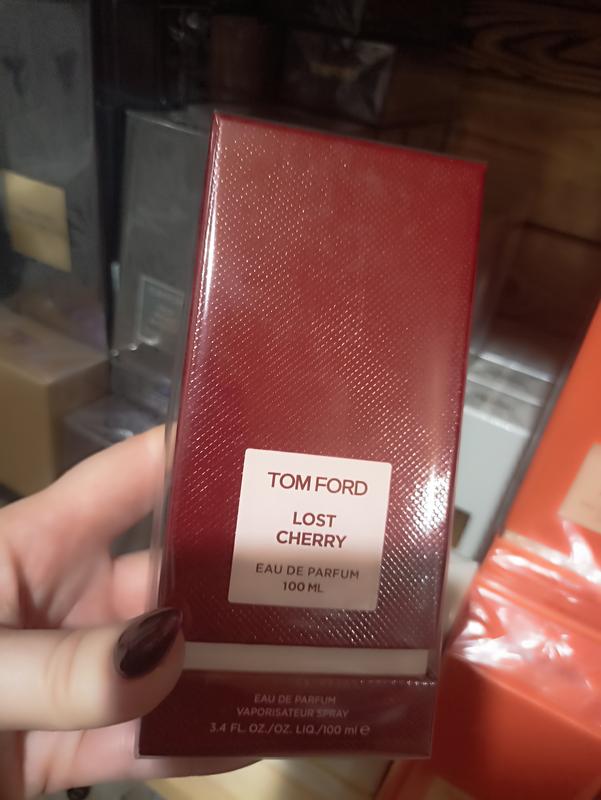 TOM FORD
LOST
CHERRY
EAU DE PARFUM
100 ML
EAU DE PARFUM
VAPORISATEUR SPRAY
3.4 FL. OZ./OZ. LIQ./100 ml ℮